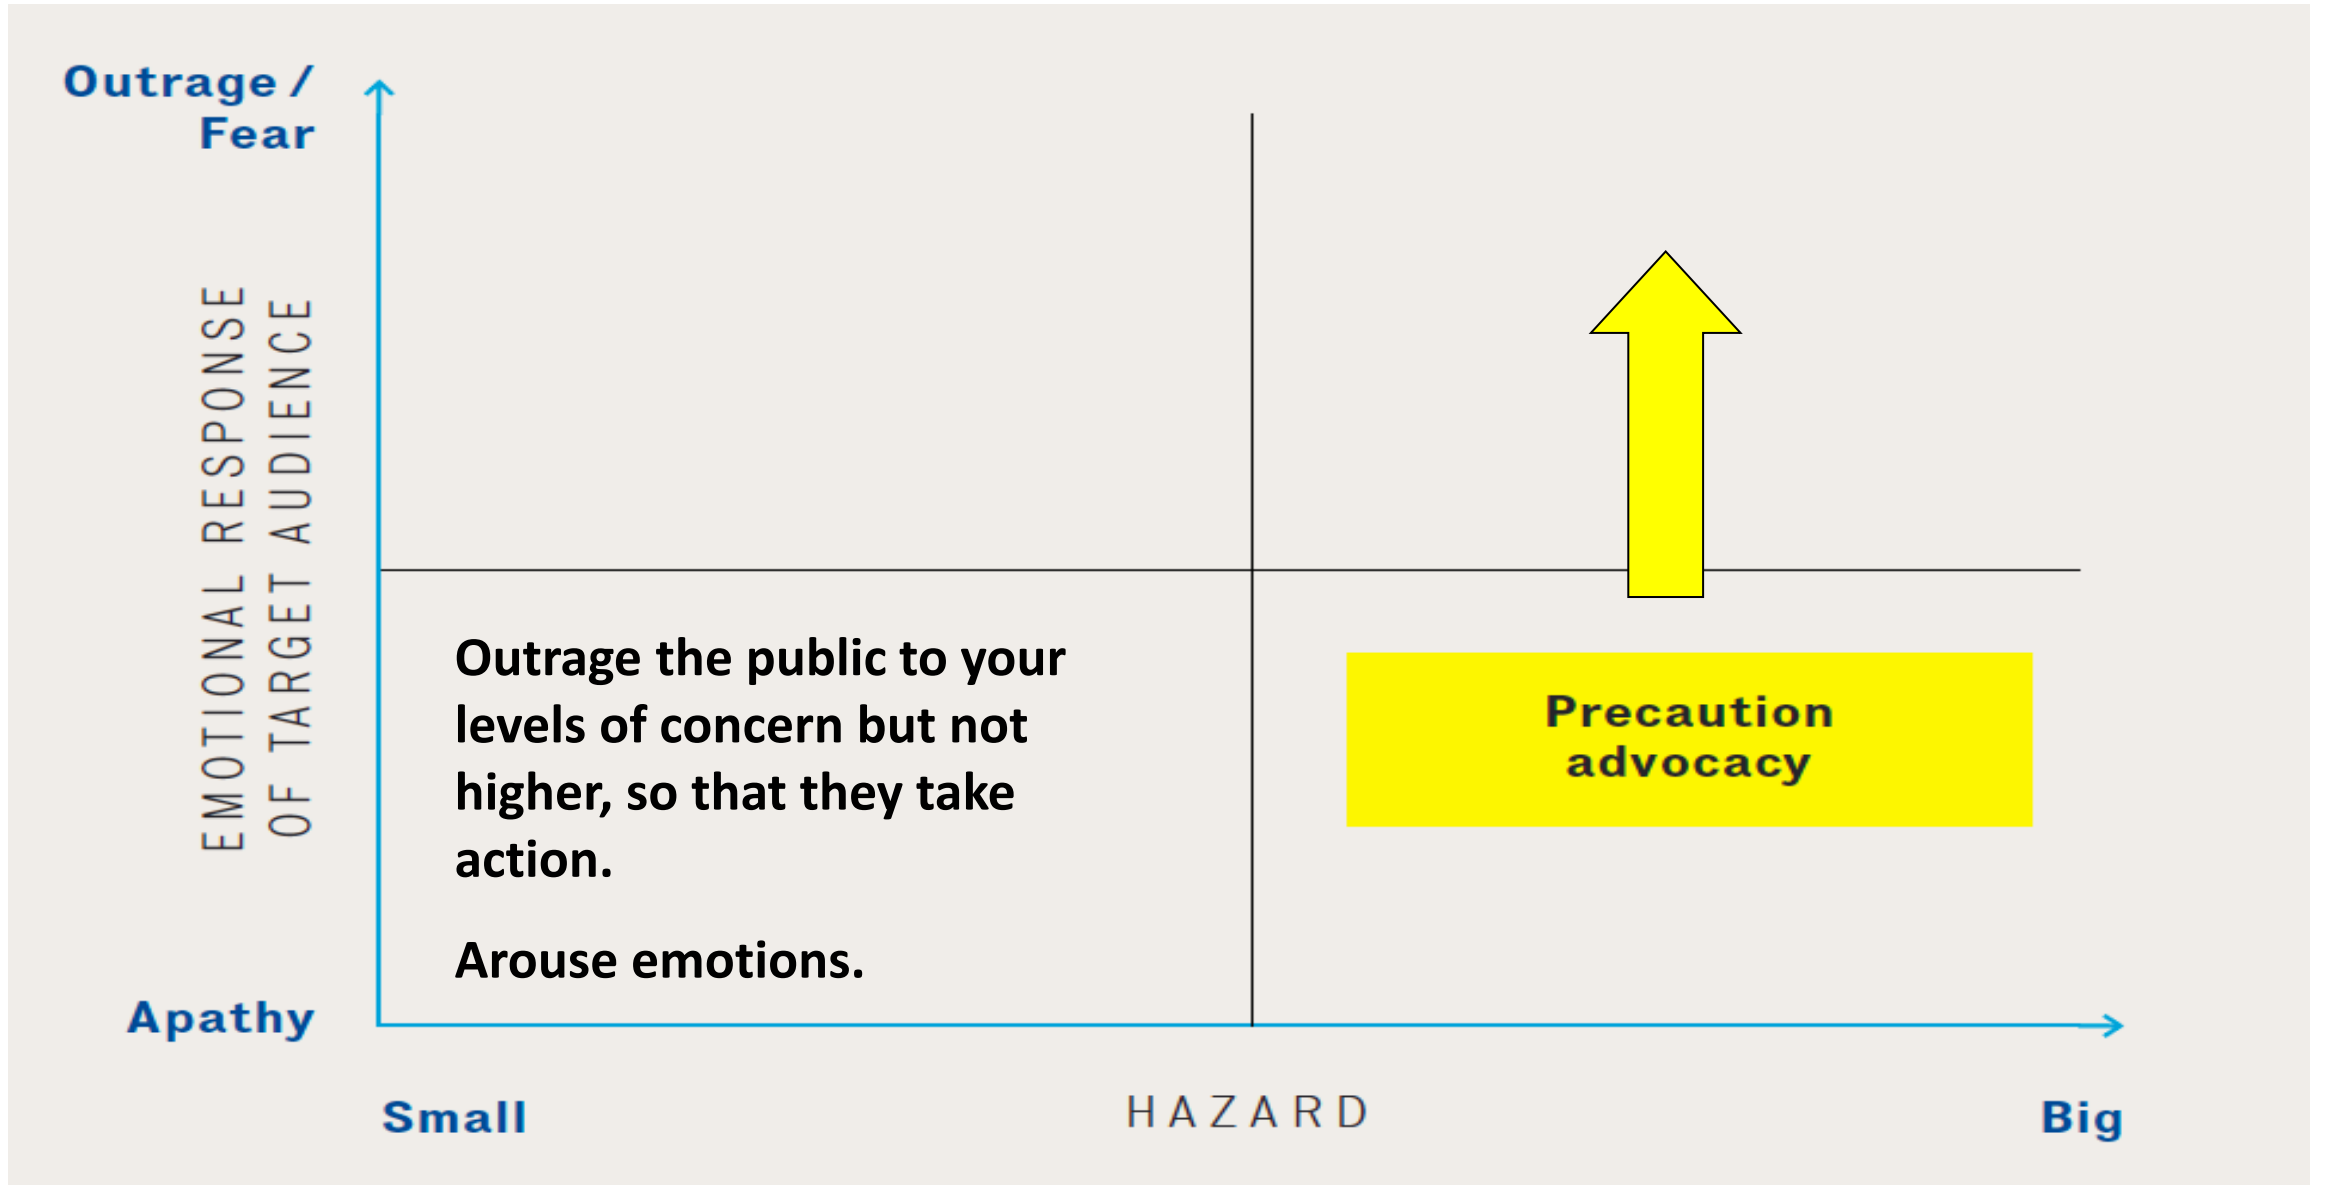 Outrage /
Fear
EMOTIONAL RESPONSE
OF TARGET AUDIENCE
Outrage the public to your
levels of concern but not
higher, so that they take
action.
Arouse emotions.
Precaution
advocacy
Apathy
Small
HAZARD
Big